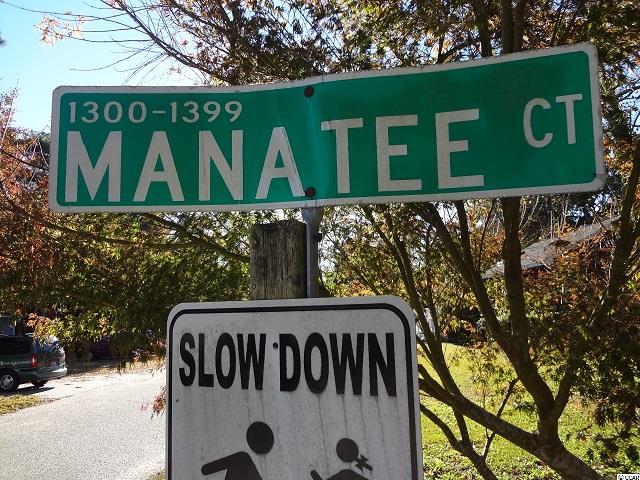 1300-1399
MANATEE CT
SLOW DOWN